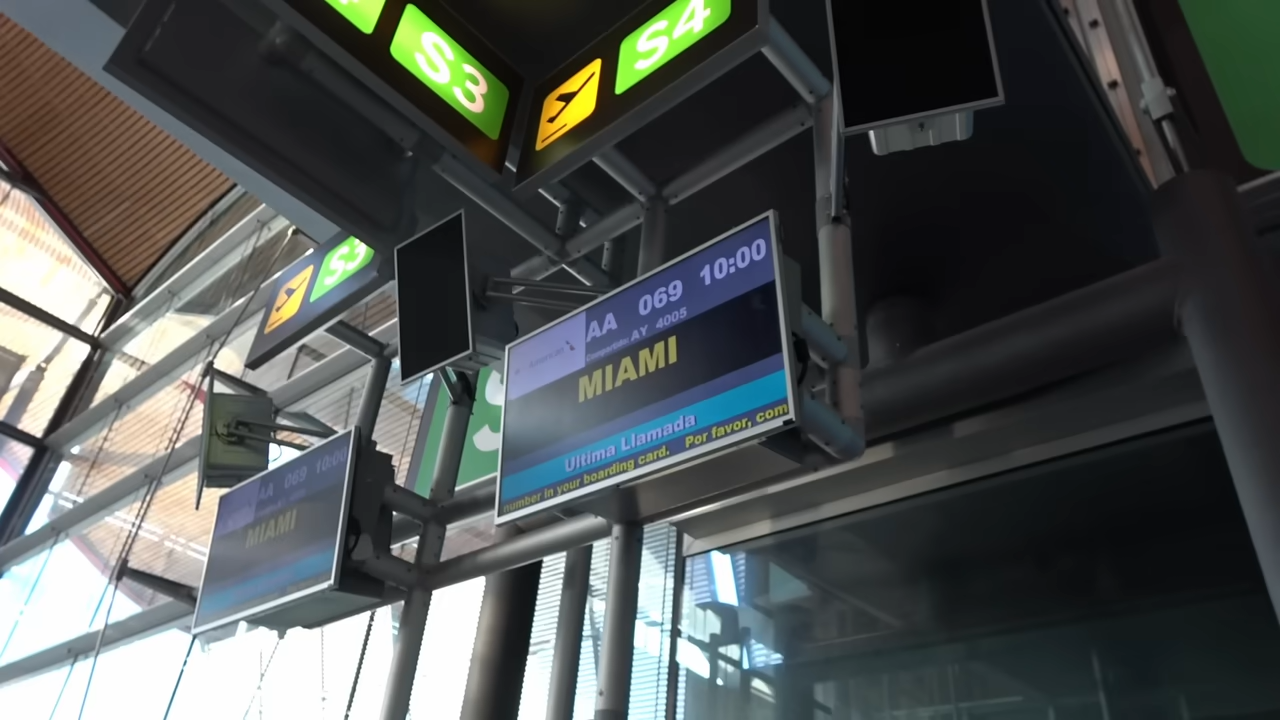 S3
S4
S3
AA 069 10:00
Compartido: AY 4005
MIAMI
Ultima Llamada
number in your boarding card. Por favor, com
AA 069 10:00
MIAMI